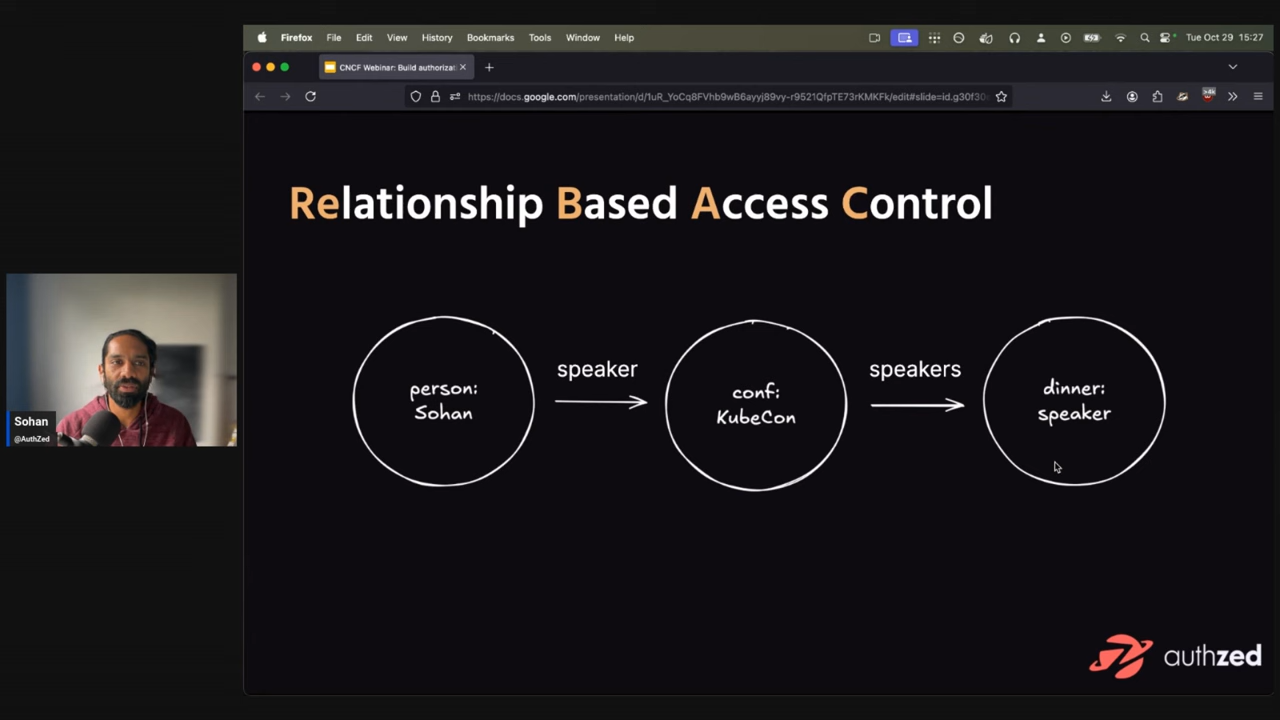 Firefox File Edit View History Bookmarks Tools Window Help
Tue Oct 29 15:27
CNCF Webinar: Build authorizat
Relationship Based Access Control
person:
Sohan
speaker
conf:
KubeCon
speakers
dinner:
speaker
Sohan
@AuthZed
authzed